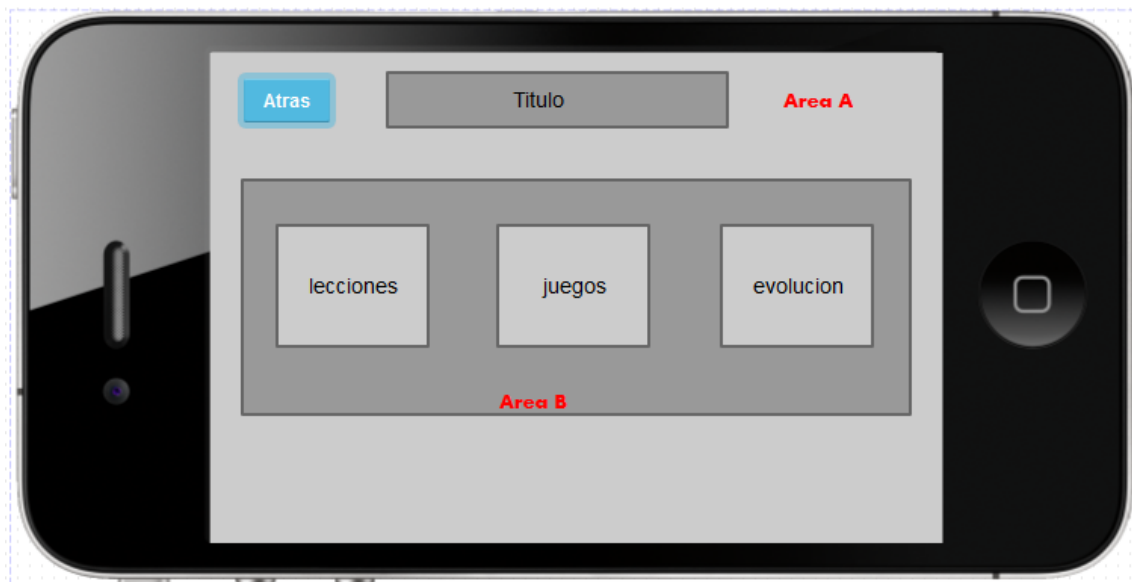 Atras
Titulo
Area A
lecciones
juegos
evolucion
Area B